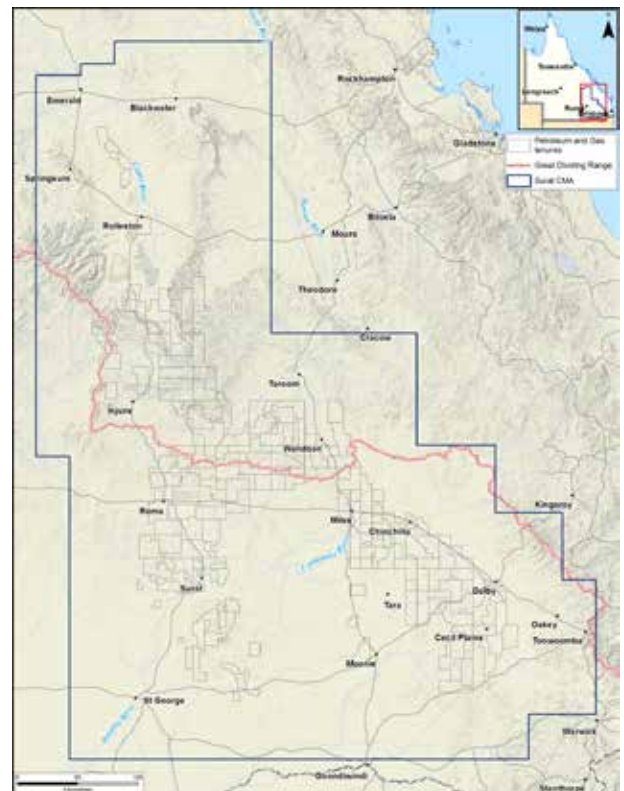 Rockhampton
Emerald
Blackwater
Gladstone
Springsure
Biloela
Rolleston
Moura
Theodore
Cracow
Taroom
Injune
Wandoan
Kingaroy
Roma
Miles
Chinchilla
Surat
Dalby
Tara
Oakey
Cecil Plains
Toowoomba
Moonie
St George
Warwick
Goondiwindi
Stanthorpe
Weipa
Townsville
Longreach
Petroleum and Gas
tenures
Great Dividing Range
Surat CMA